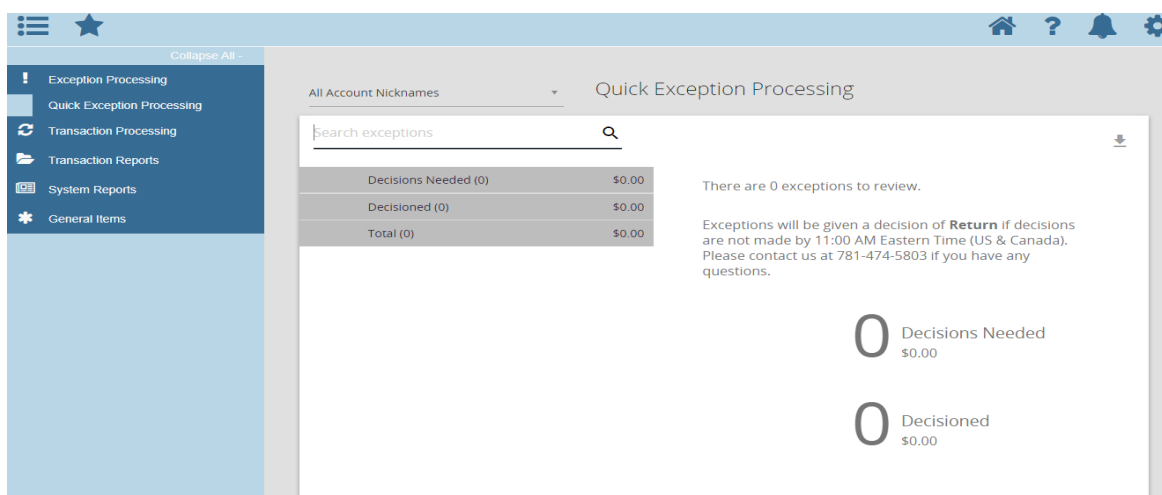 Collapse All -
Exception Processing
Quick Exception Processing
Transaction Processing
Transaction Reports
System Reports
General Items
All Account Nicknames
Quick Exception Processing
Search exceptions
Decisions Needed (0) $0.00
Decisioned (0) $0.00
Total (0) $0.00
There are 0 exceptions to review.
Exceptions will be given a decision of Return if decisions
are not made by 11:00 AM Eastern Time (US & Canada).
Please contact us at 781-474-5803 if you have any
questions.
0 Decisions Needed
$0.00
0 Decisioned
$0.00